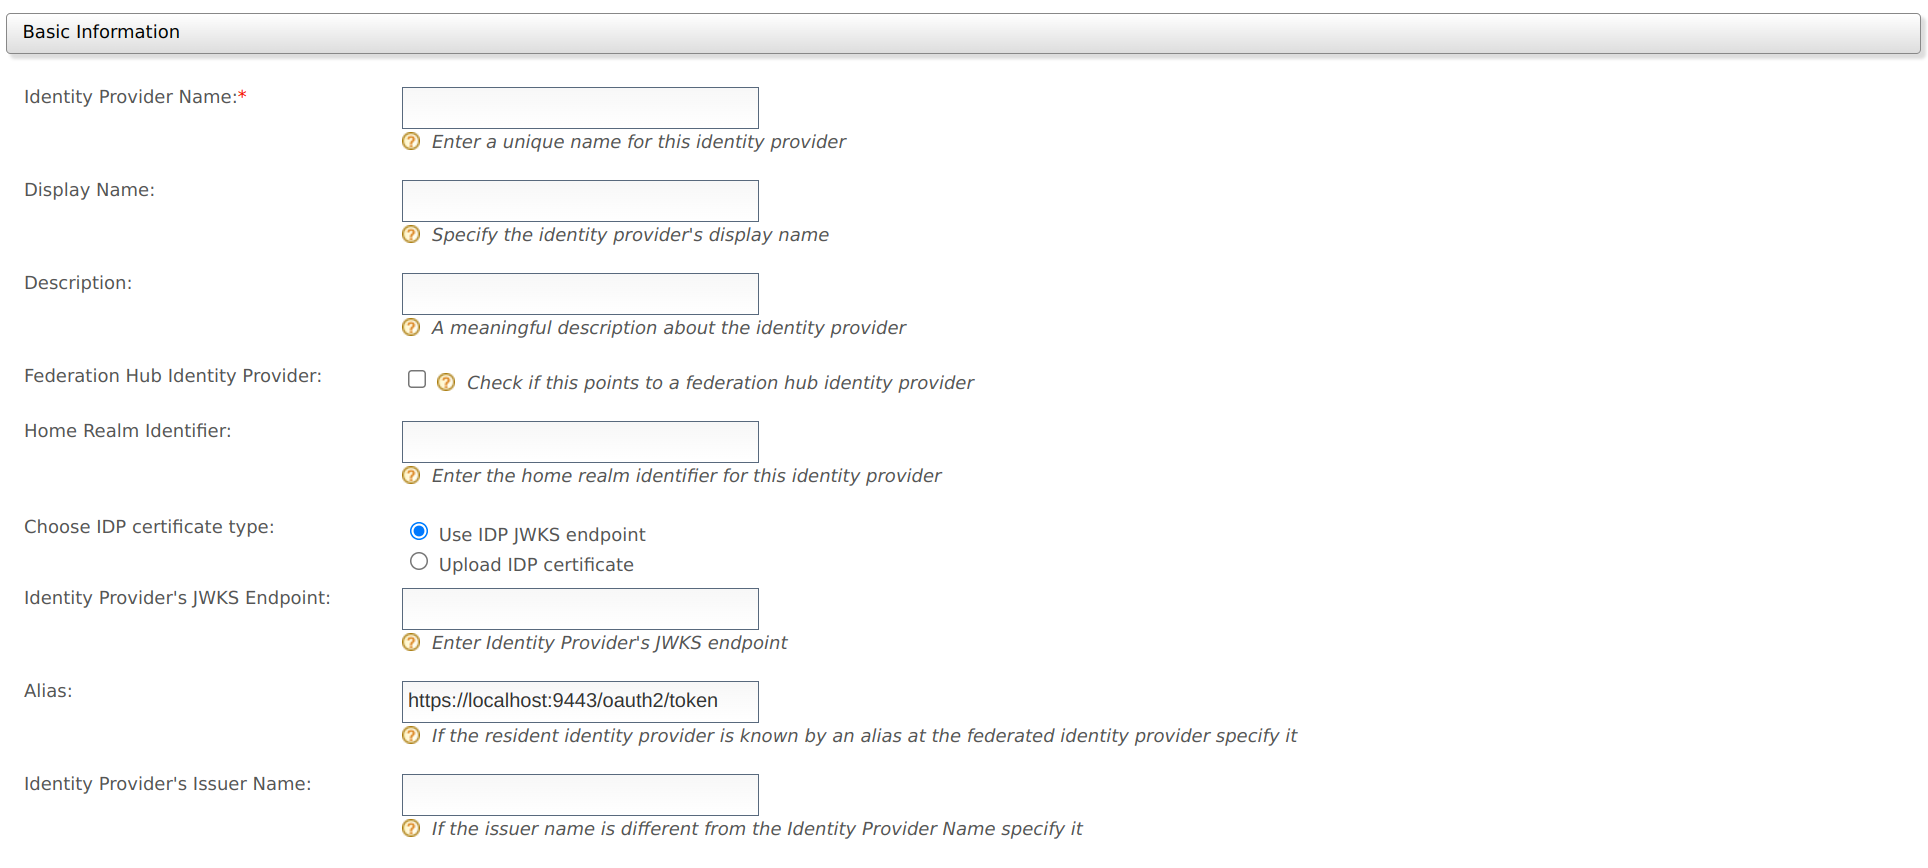 Basic Information
Identity Provider Name:*
Enter a unique name for this identity provider
Display Name:
Specify the identity provider's display name
Description:
A meaningful description about the identity provider
Federation Hub Identity Provider:
Check if this points to a federation hub identity provider
Home Realm Identifier:
Enter the home realm identifier for this identity provider
Choose IDP certificate type:
Use IDP JWKS endpoint
Upload IDP certificate
Identity Provider's JWKS Endpoint:
Enter Identity Provider's JWKS endpoint
Alias:
https://localhost:9443/oauth2/token
If the resident identity provider is known by an alias at the federated identity provider specify it
Identity Provider's Issuer Name:
If the issuer name is different from the Identity Provider Name specify it